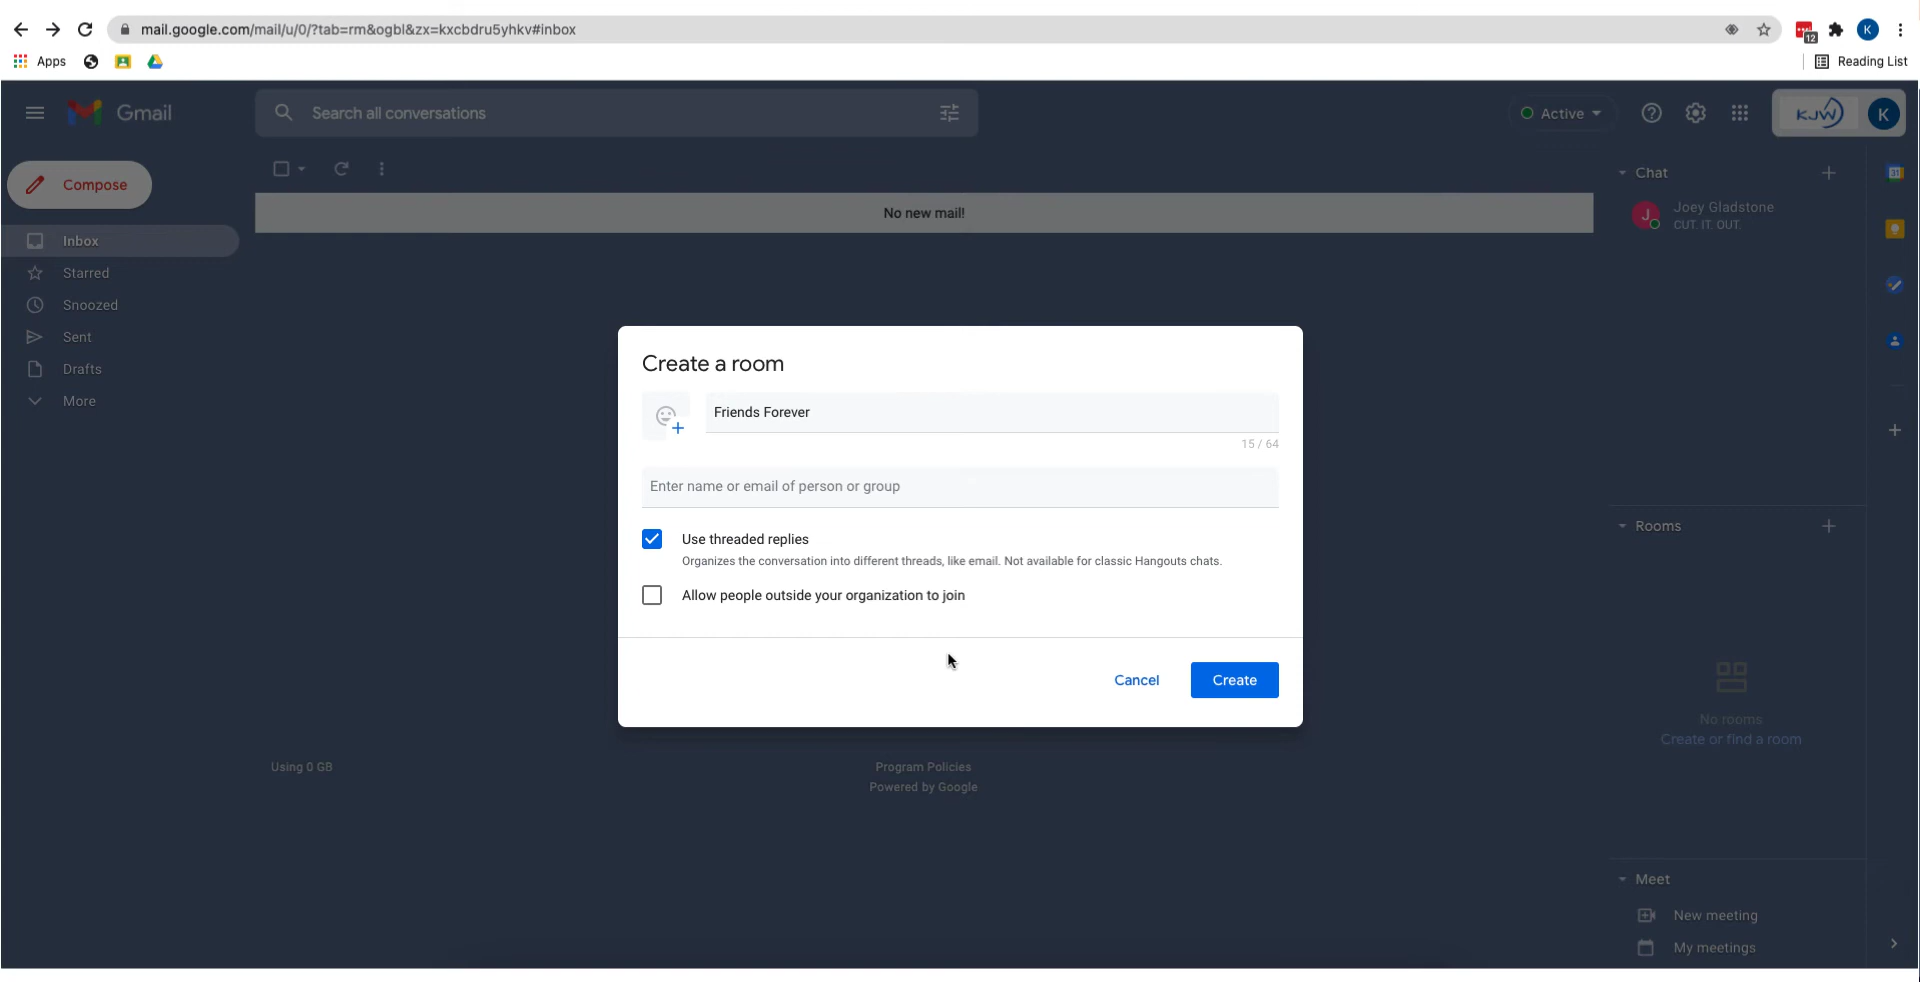 mail.google.com/mail/u/0/?tab=rm&ogbl&zx=kxcbdru5yhkv#inbox
12
K
Apps
Reading List
Gmail
Search all conversations
Active
KJW
K
Compose
No new mail!
Inbox
Starred
Snoozed
Sent
Drafts
More
Chat
J
Joey Gladstone
CUT. IT. OUT.
31
Create a room
Friends Forever
15 / 64
Enter name or email of person or group
Use threaded replies
Organizes the conversation into different threads, like email. Not available for classic Hangouts chats.
Allow people outside your organization to join
Cancel
Create
Rooms
No rooms
Create or find a room
Using 0 GB
Program Policies
Powered by Google
Meet
New meeting
My meetings